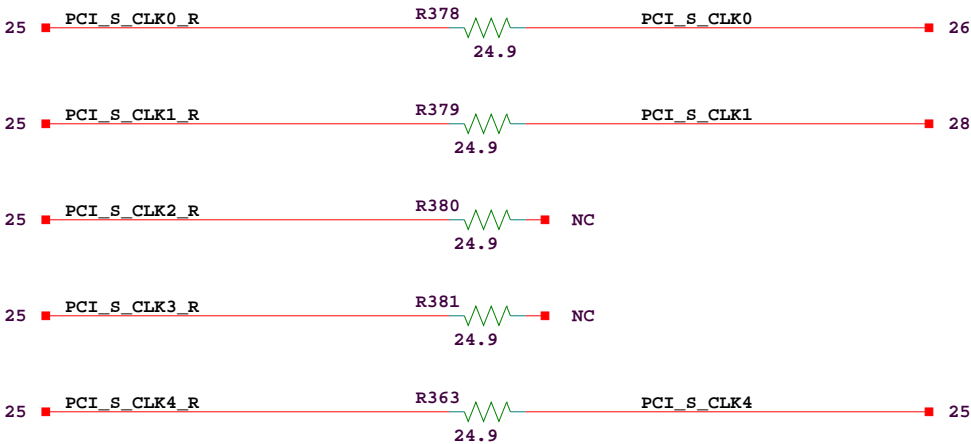 25 PCI_S_CLK0_R R378 24.9 PCI_S_CLK0 26
25 PCI_S_CLK1_R R379 24.9 PCI_S_CLK1 28
25 PCI_S_CLK2_R R380 24.9 NC
25 PCI_S_CLK3_R R381 24.9 NC
25 PCI_S_CLK4_R R363 24.9 PCI_S_CLK4 25